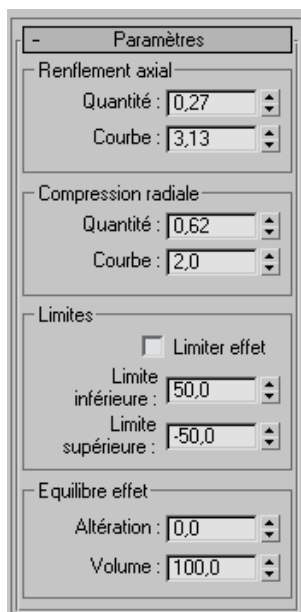 - Paramètres
Renflement axial
Quantité : 0,27
Courbe : 3,13
Compression radiale
Quantité : 0,62
Courbe : 2,0
Limites
Limiter effet
Limite
inférieure : 50,0
Limite
supérieure : -50,0
Equilibre effet
Altération : 0,0
Volume : 100,0